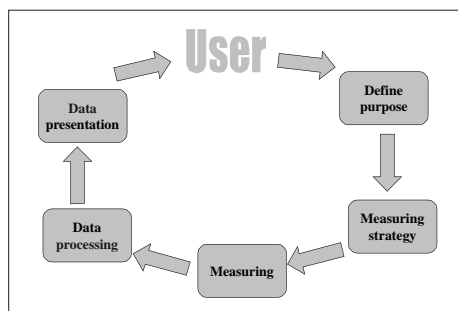 User
Define
purpose
Measuring
strategy
Measuring
Data
processing
Data
presentation